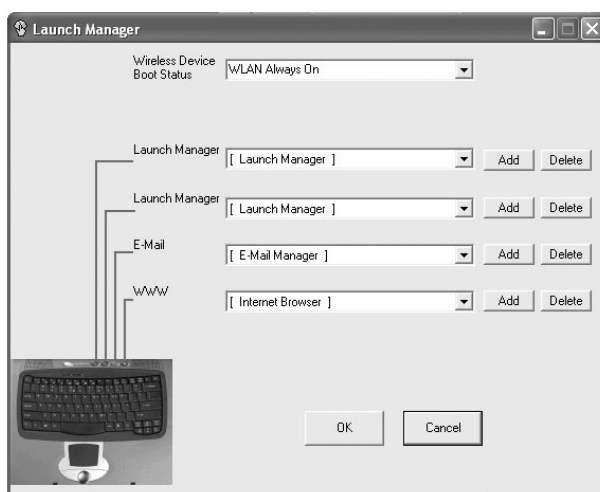 Launch Manager
Wireless Device
Boot Status
WLAN Always On
Launch Manager
[ Launch Manager ]
Add
Delete
Launch Manager
[ Launch Manager ]
Add
Delete
E-Mail
[ E-Mail Manager ]
Add
Delete
WWW
[ Internet Browser ]
Add
Delete
OK
Cancel